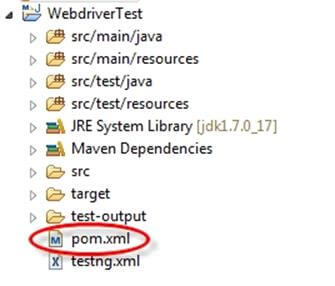 WebdriverTest
src/main/java
src/main/resources
src/test/java
src/test/resources
JRE System Library [jdk1.7.0_17]
Maven Dependencies
src
target
test-output
pom.xml
testng.xml